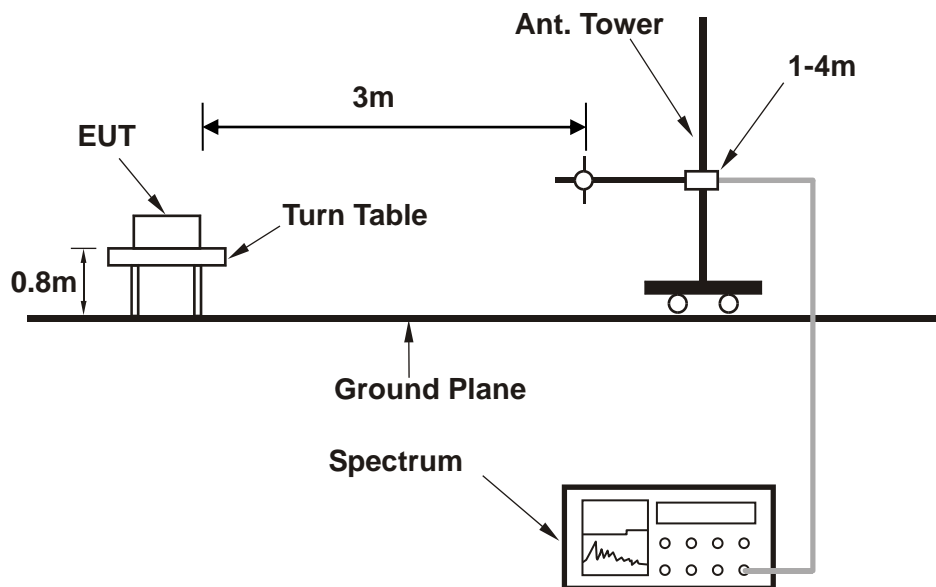 Ant. Tower
1-4m
3m
EUT
Turn Table
0.8m
Ground Plane
Spectrum